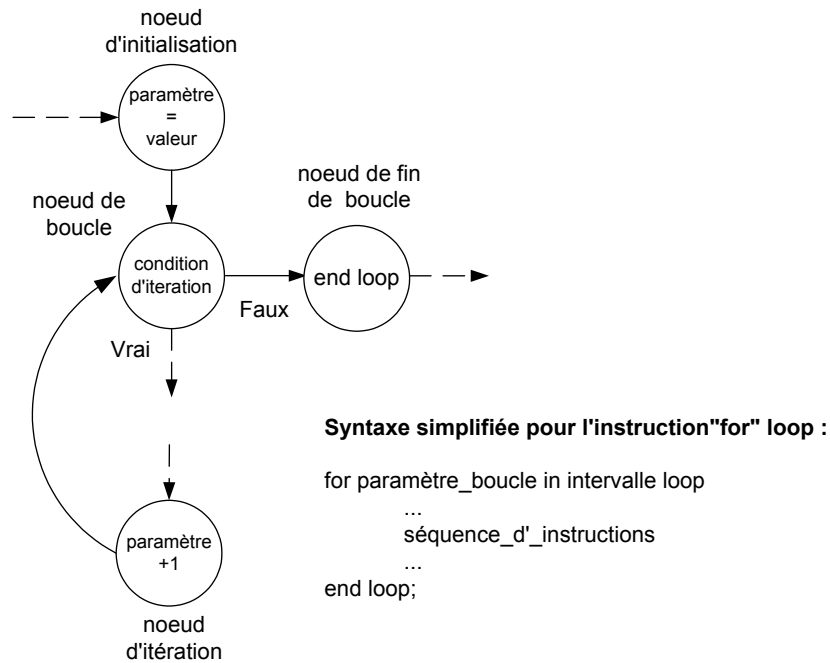 noeud
d'initialisation
paramètre
=
valeur
noeud de
boucle
condition
d'iteration
noeud de fin
de boucle
end loop
Faux
Vrai
paramètre
+1
noeud
d'itération
Syntaxe simplifiée pour l'instruction"for" loop :
for paramètre_boucle in intervalle loop
...
séquence_d'_instructions
...
end loop;